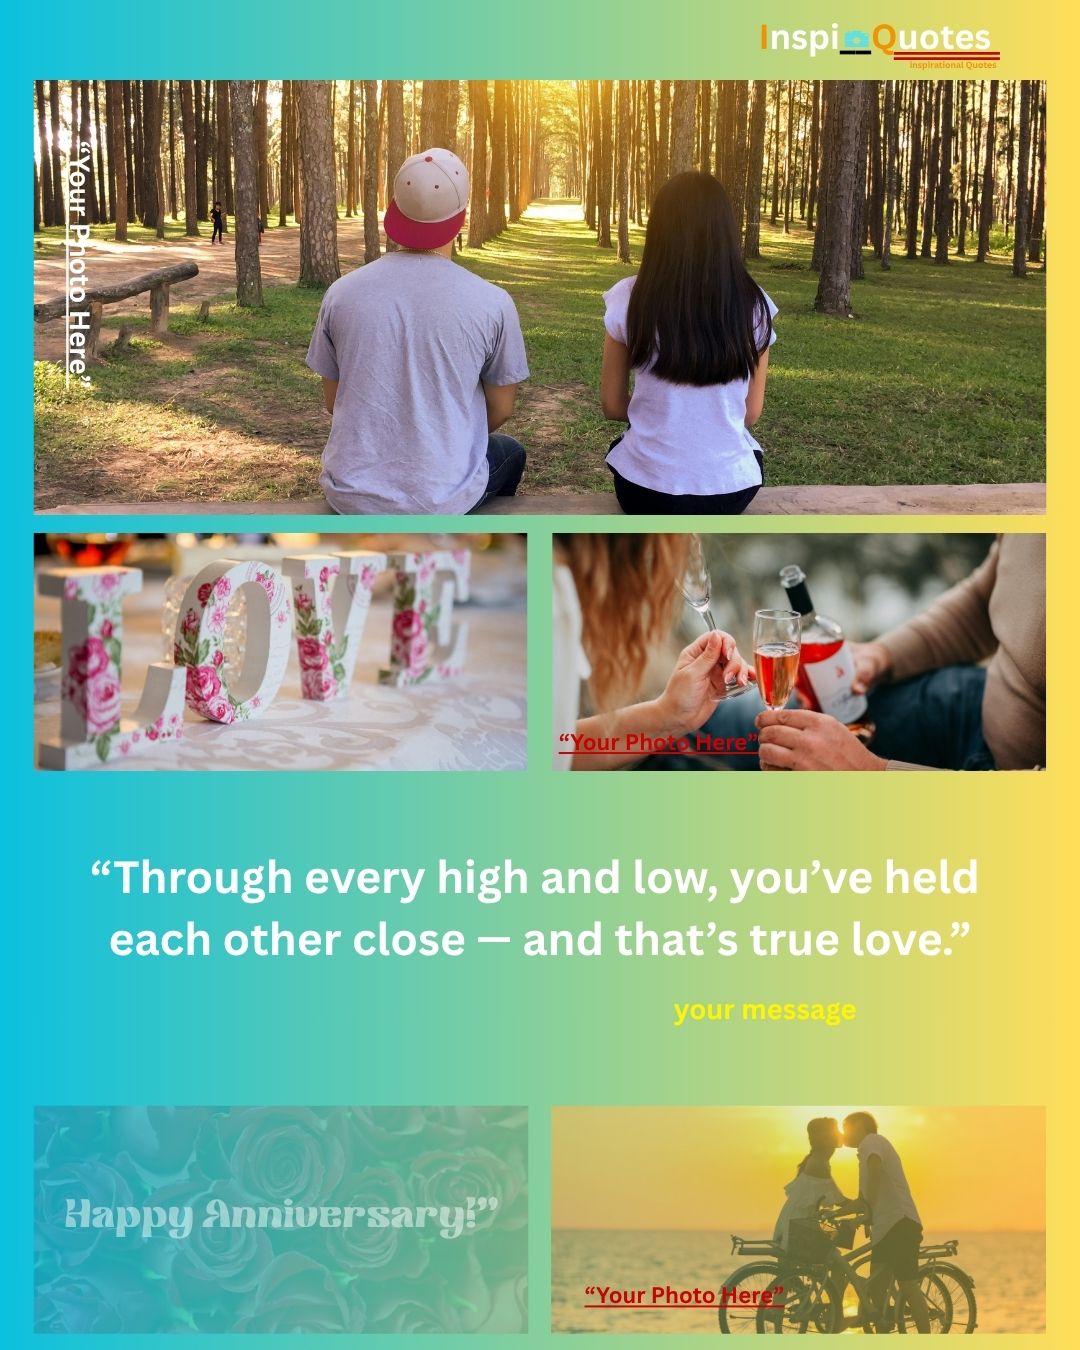 InspiQuotes
Inspirational Quotes
“Your Photo Here”
LOVE
“Your Photo Here”
“Through every high and low, you’ve held
each other close — and that’s true love.”
your message
Happy Anniversary!”
“Your Photo Here”